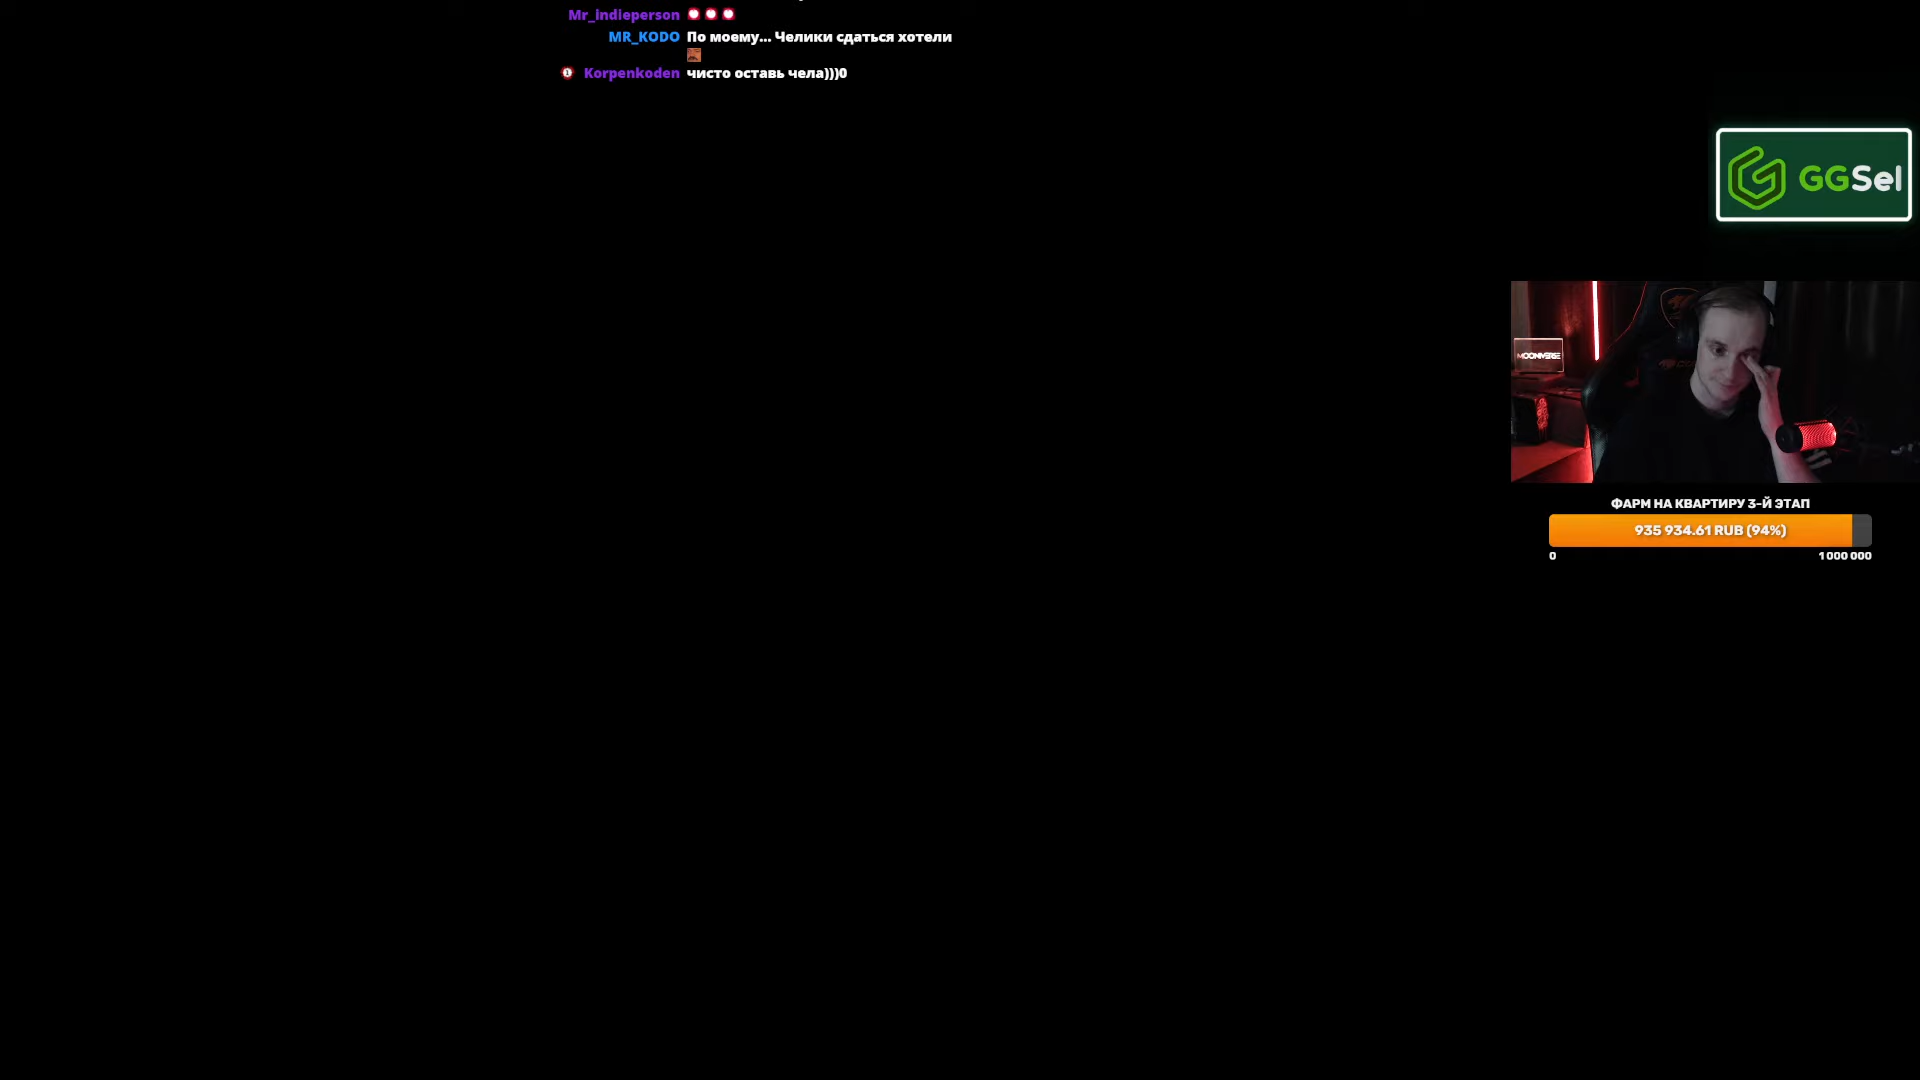 Mr_indieperson
MR_KODO По моему... Челики сдаться хотели
Korpenkoden чисто оставь чела)))0
GGSel
MOONVERSE
ФАРМ НА КВАРТИРУ 3-Й ЭТАП
935 934.61 RUB (94%)
0 1 000 000